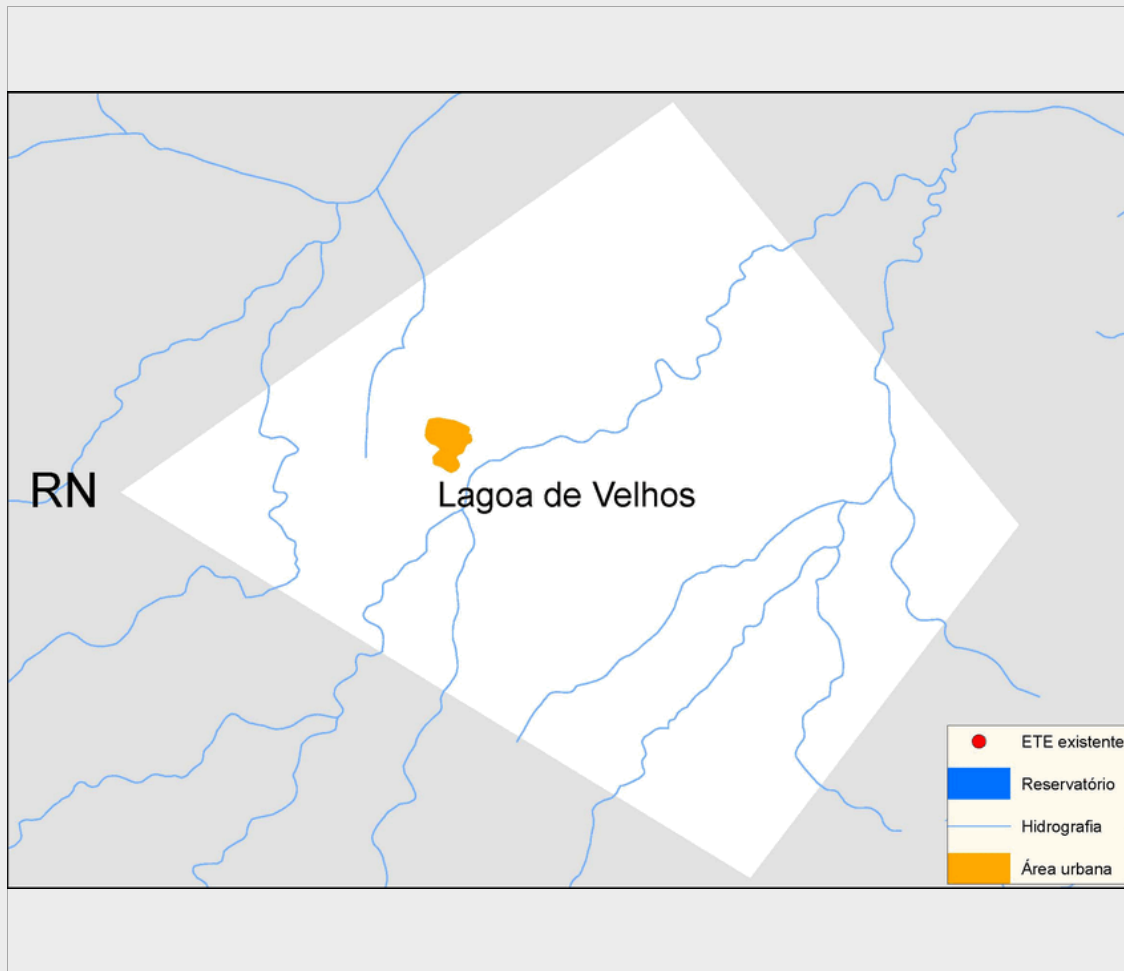 RN
Lagoa de Velhos
ETE existente
Reservatório
Hidrografia
Área urbana